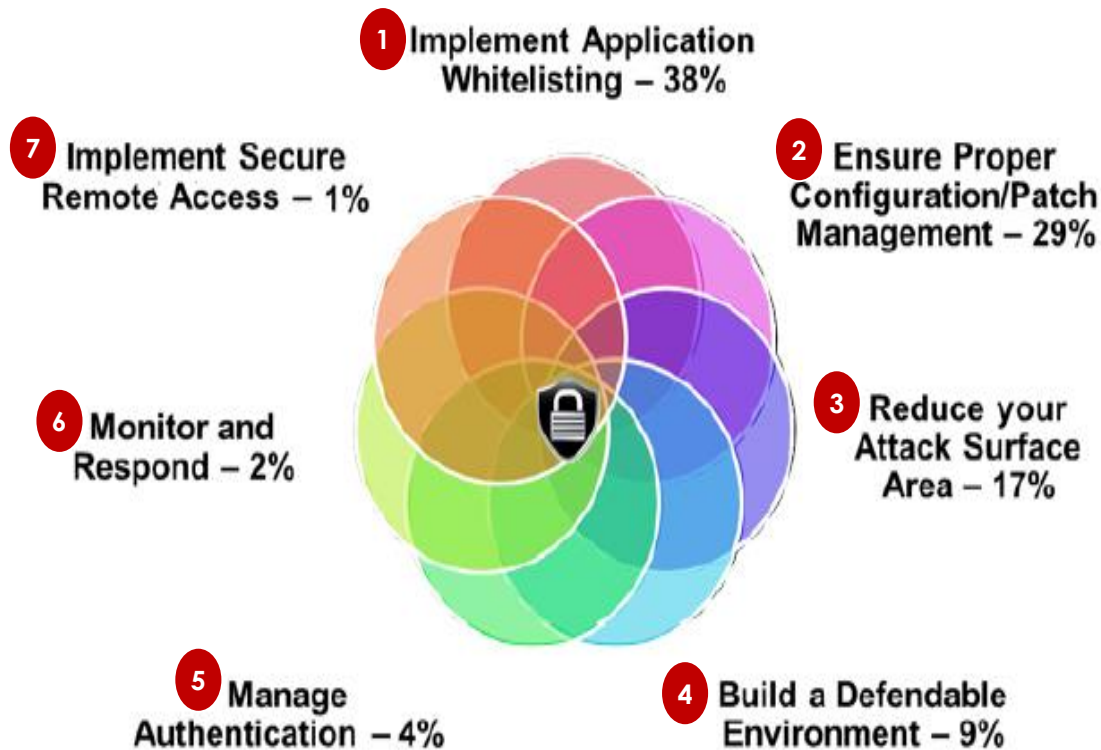 1 Implement Application
Whitelisting – 38%
2 Ensure Proper
Configuration/Patch
Management – 29%
3 Reduce your
Attack Surface
Area – 17%
4 Build a Defendable
Environment – 9%
5 Manage
Authentication – 4%
6 Monitor and
Respond – 2%
7 Implement Secure
Remote Access – 1%